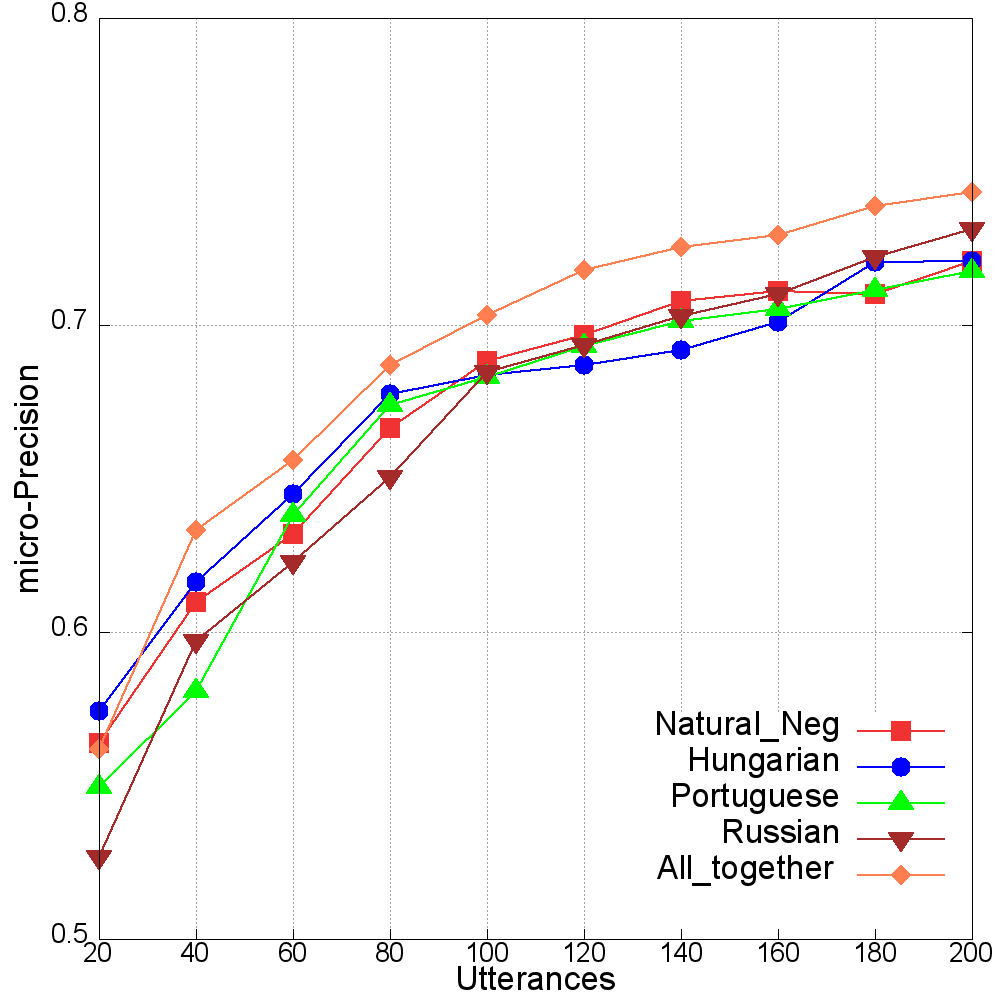 0.8
0.7
0.6
0.5
micro-Precision
Natural_Neg
Hungarian
Portuguese
Russian
All_together
20 40 60 80 100 120 140 160 180 200
Utterances